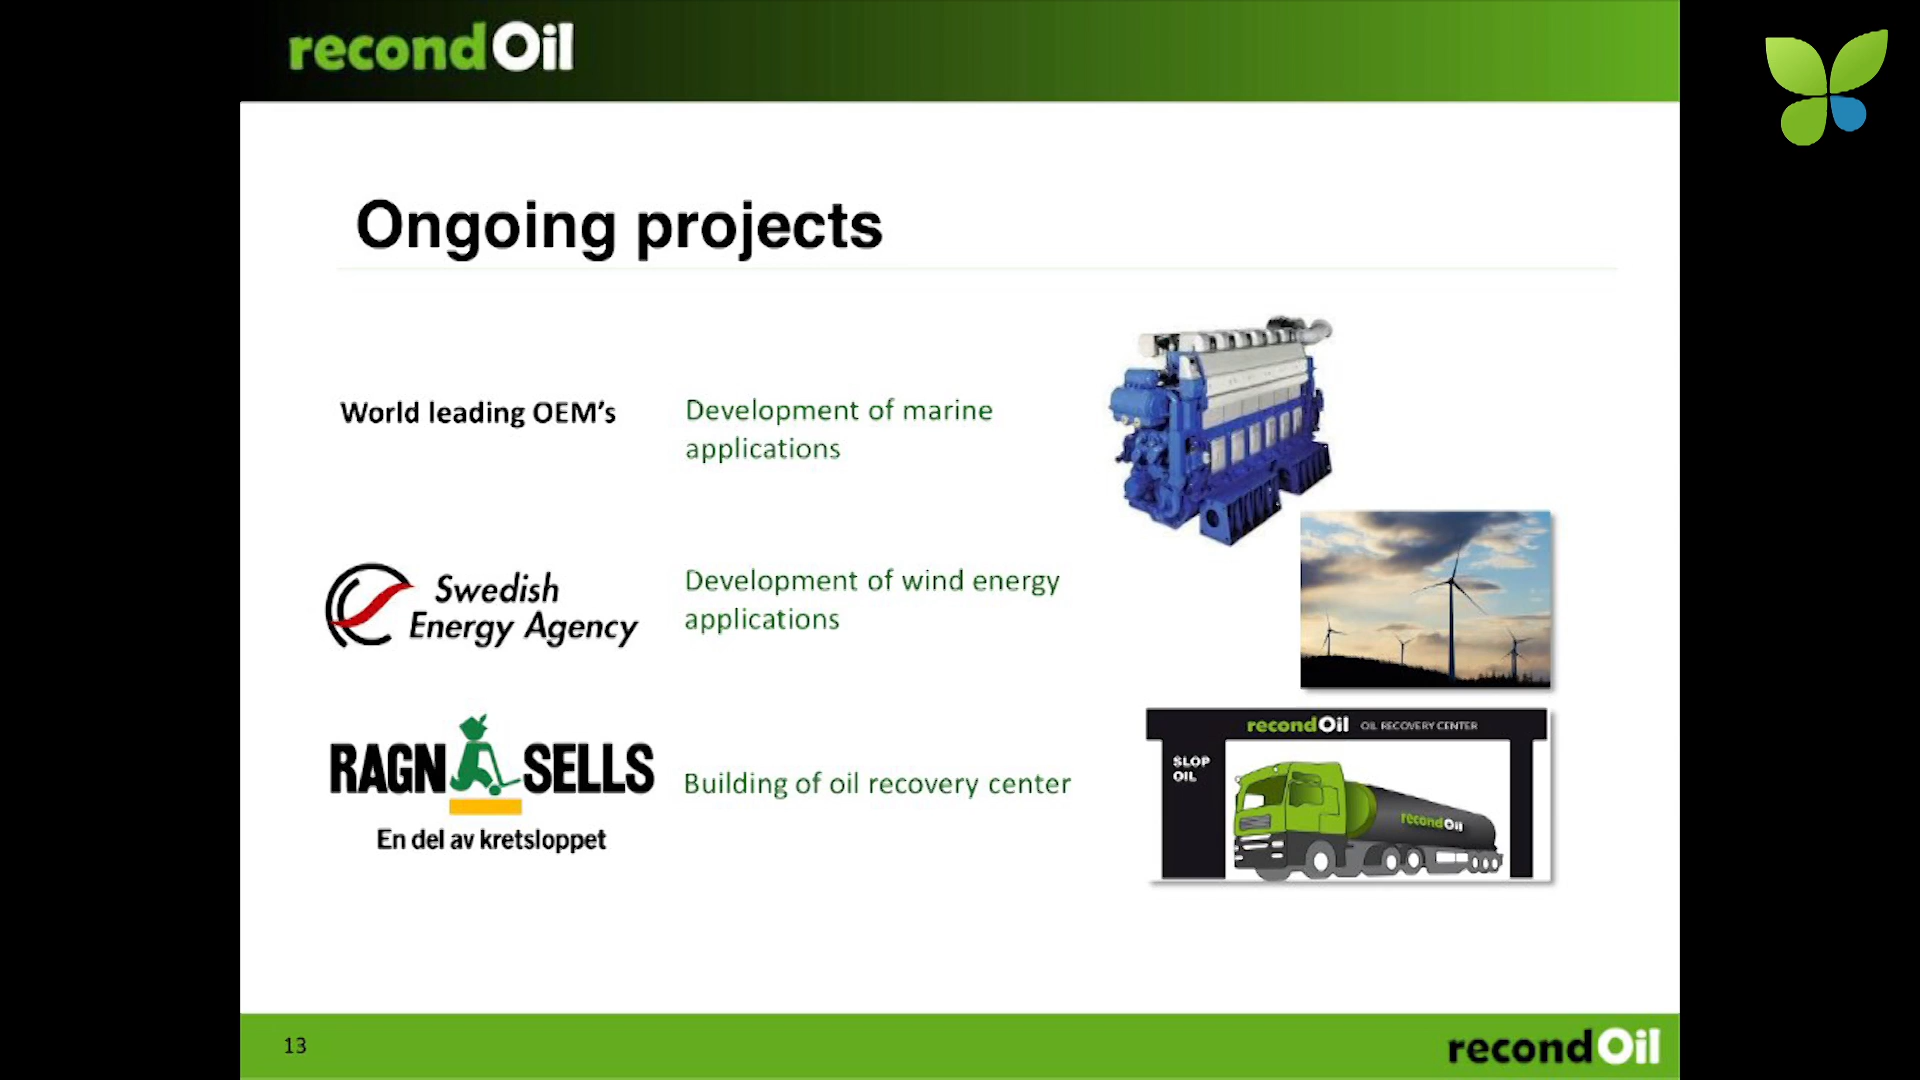 recondOil
Ongoing projects
World leading OEM's
Development of marine
applications
Swedish
Energy Agency
Development of wind energy
applications
RAGN SELLS
En del av kretsloppet
Building of oil recovery center
recondOil OIL RECOVERY CENTER
SLOP
OIL
recondOil
13
recondOil